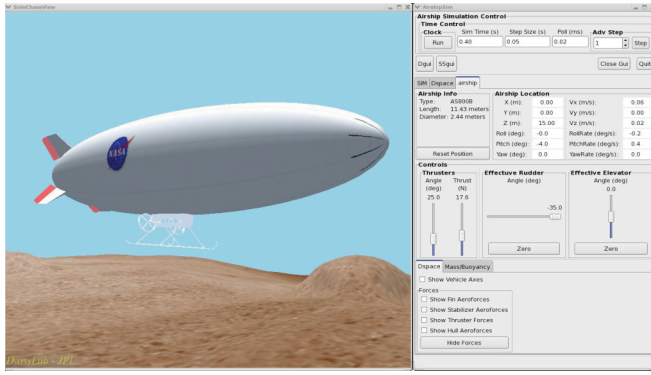 SideChaseView
AirshipSim
Airship Simulation Control
Time Control
Clock Sim Time (s) Step Size (s) Poll (ms) Adv Step
Run 0.40 0.05 0.02 1 Step
Dgui SSgui Close Gui Quit
SIM Dspace airship
Airship Info Airship Location
Type: AS800B X (m): 0.00 Vx (m/s): 0.06
Length: 11.43 meters Y (m): 0.00 Vy (m/s): 0.00
Diameter: 2.44 meters Z (m): 15.00 Vz (m/s): 0.02
Roll (deg): -0.0 RollRate (deg/s): -0.2
Pitch (deg): -4.0 PitchRate (deg/s): 0.4
Reset Position Yaw (deg): 0.0 YawRate (deg/s): 0.0
Controls
Thrusters Effectuve Rudder Effective Elevator
Angle (deg) Thrust (N) Angle (deg) Angle (deg)
25.0 17.6 -35.0 0.0
Zero Zero
Dspace Mass/Buoyancy
Show Vehicle Axes
Forces
Show Fin Aeroforces
Show Stabilizer Aeroforces
Show Thruster Forces
Show Hull Aeroforces
Hide Forces
NASA
DartsLab - JPL